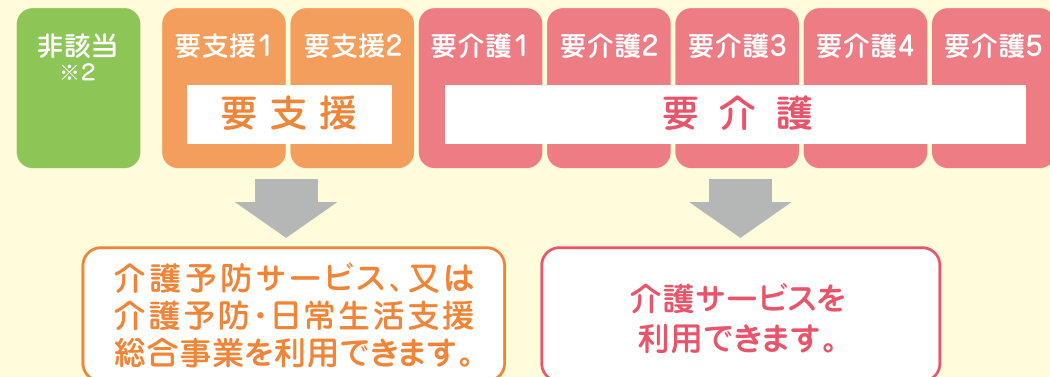 非該当
※2
要支援1
要支援2
要介護1
要介護2
要介護3
要介護4
要介護5
要支援
要介護
介護予防サービス、又は
介護予防・日常生活支援
総合事業を利用できます。
介護サービスを
利用できます。